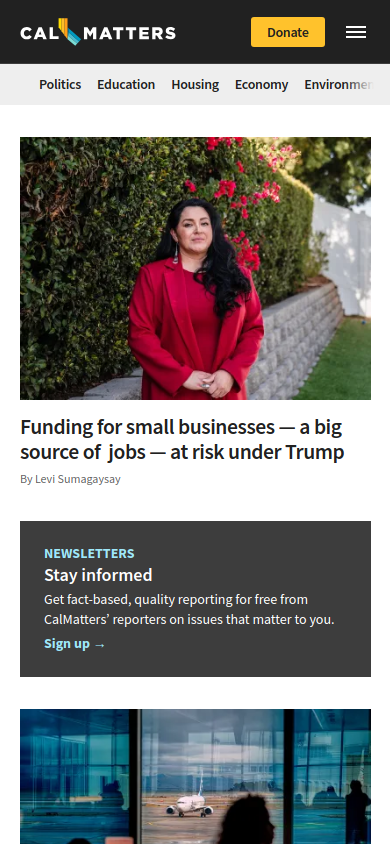 CALMATTERS
Donate
Politics Education Housing Economy Environmen
Funding for small businesses — a big
source of jobs — at risk under Trump
By Levi Sumagaysay
NEWSLETTERS
Stay informed
Get fact-based, quality reporting for free from
CalMatters’ reporters on issues that matter to you.
Sign up →